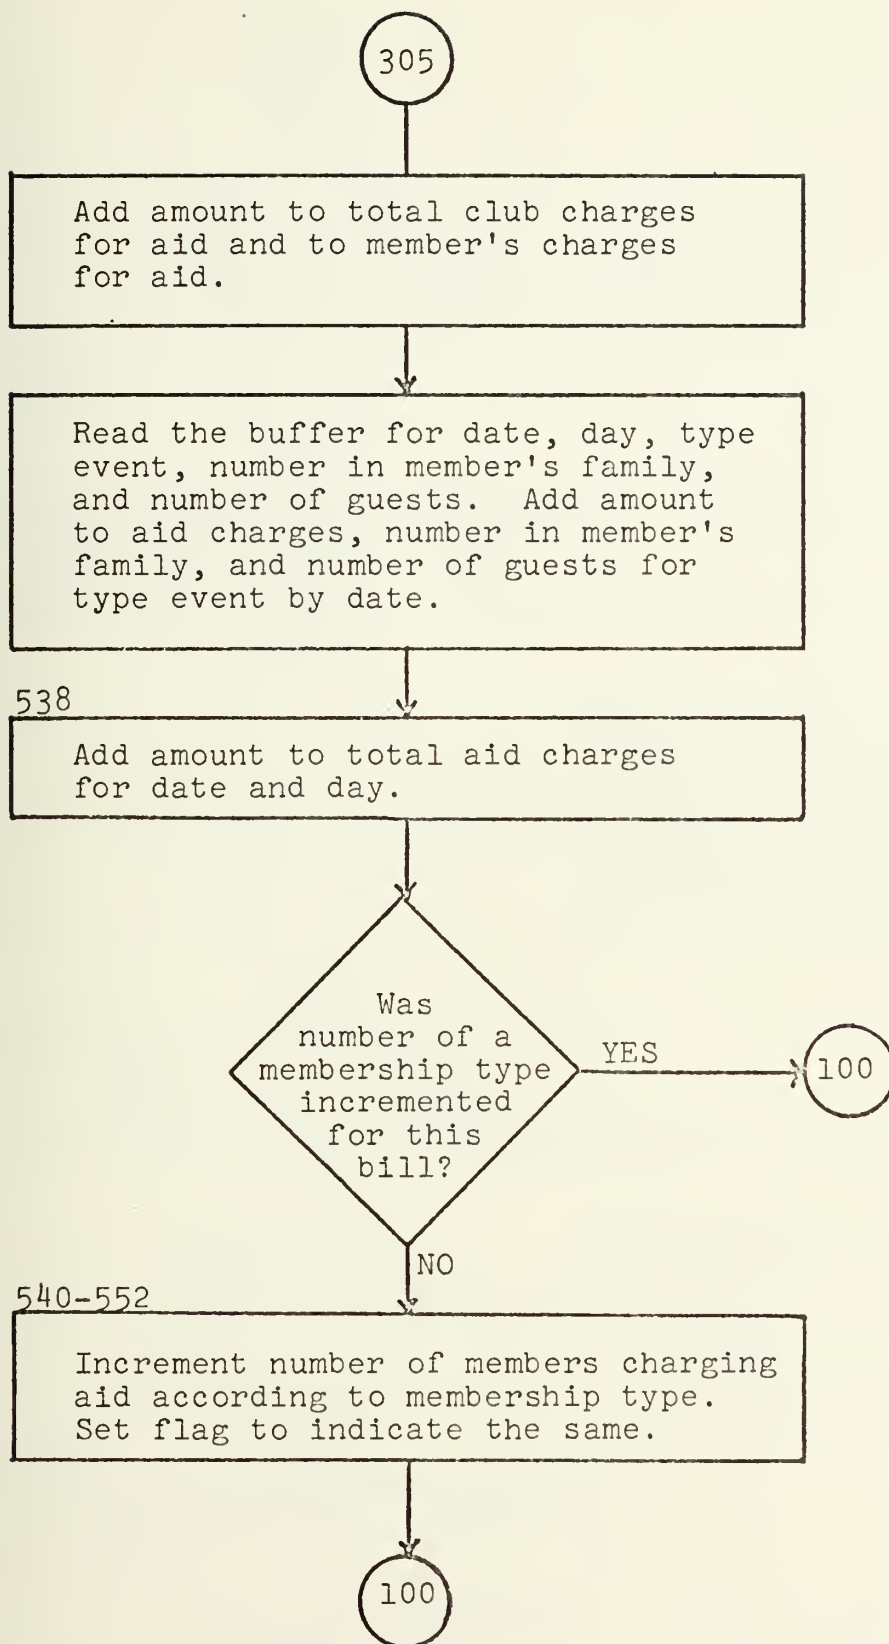 305
Add amount to total club charges
for aid and to member's charges
for aid.
Read the buffer for date, day, type
event, number in member's family,
and number of guests.  Add amount
to aid charges, number in member's
family, and number of guests for
type event by date.
538
Add amount to total aid charges
for date and day.
Was
number of a
membership type
incremented
for this
bill?
YES
100
NO
540-552
Increment number of members charging
aid according to membership type.
Set flag to indicate the same.
100